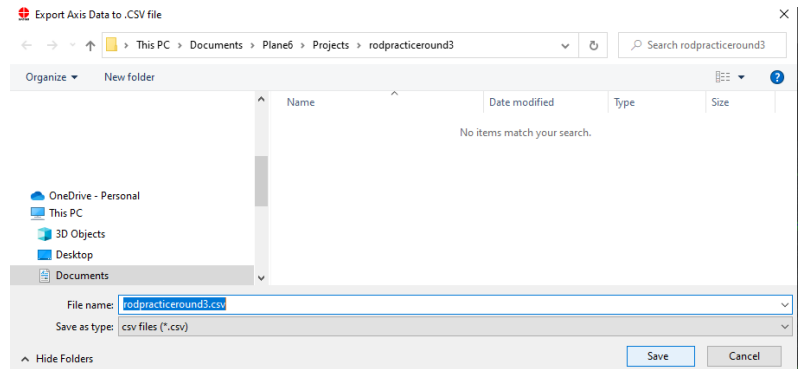 Export Axis Data to .CSV file
This PC > Documents > Plane6 > Projects > rodpracticeround3
Search rodpracticeround3
Organize New folder
Name Date modified Type Size
No items match your search.
OneDrive - Personal
This PC
3D Objects
Desktop
Documents
File name: rodpracticeround3.csv
Save as type: csv files (*.csv)
Hide Folders Save Cancel